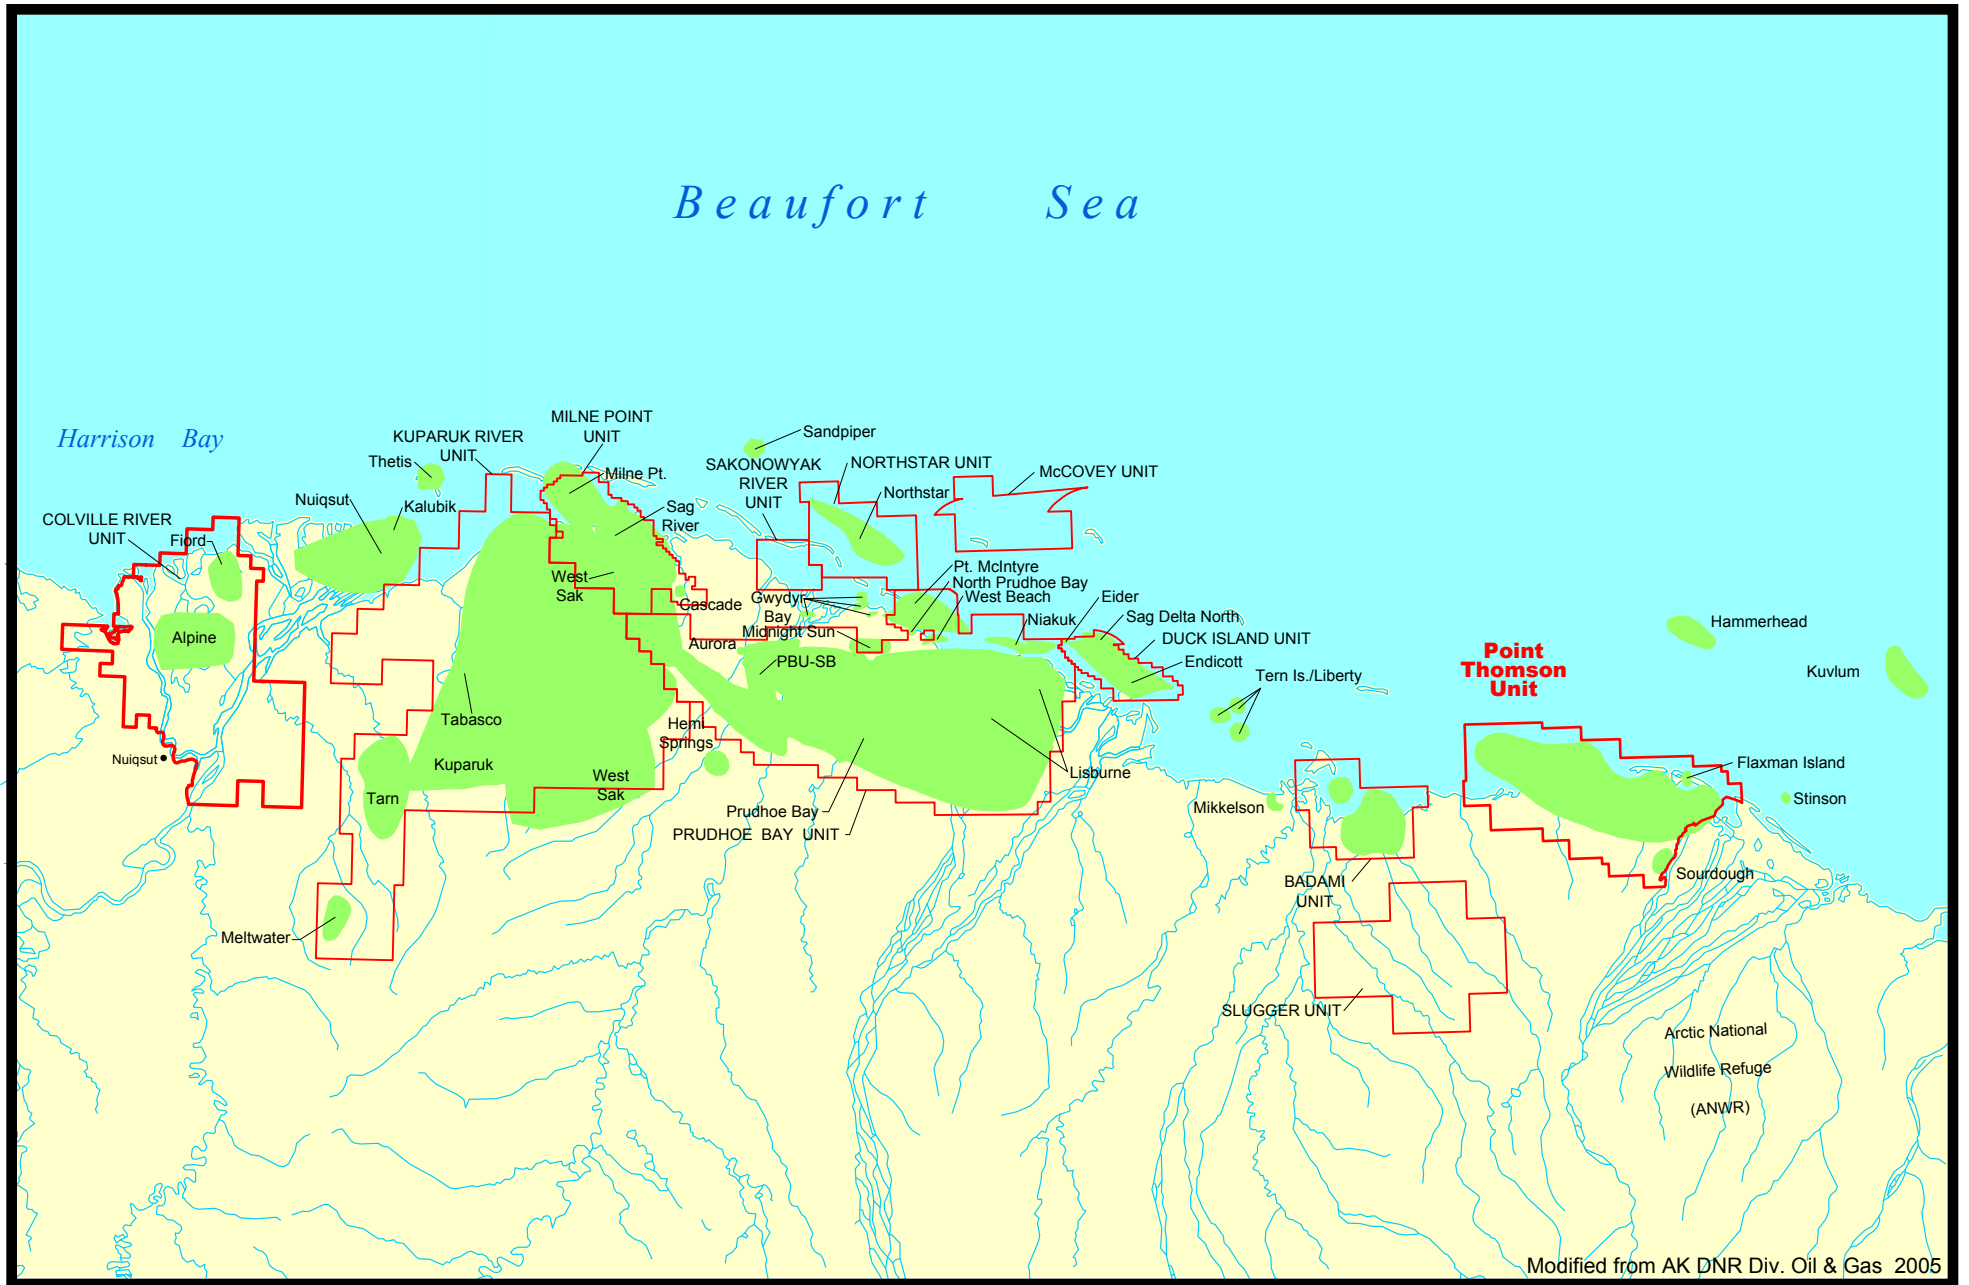 Beaufort Sea
Harrison Bay
MILNE POINT
UNIT
KUPARUK RIVER
UNIT
Thetis
Milne Pt.
Sandpiper
SAKONOWYAK
RIVER
UNIT
NORTHSTAR UNIT
Northstar
McCOVEY UNIT
Nuiqsut
Kalubik
Sag
River
COLVILLE RIVER
UNIT
Fiord
West
Sak
Cascade
Gwydyr
Bay
Pt. McIntyre
North Prudhoe Bay
West Beach
Niakuk
Eider
Sag Delta North
DUCK ISLAND UNIT
Endicott
Alpine
Aurora
Midnight Sun
PBU-SB
Tern Is./Liberty
Point
Thomson
Unit
Hammerhead
Kuvlum
Tabasco
Hemi
Springs
Nuiqsut
Kuparuk
West
Sak
Tarn
Lisburne
Prudhoe Bay
PRUDHOE BAY UNIT
Mikkelson
Flaxman Island
Stinson
BADAMI
UNIT
Sourdough
Meltwater
SLUGGER UNIT
Arctic National
Wildlife Refuge
(ANWR)
Modified from AK DNR Div. Oil & Gas 2005